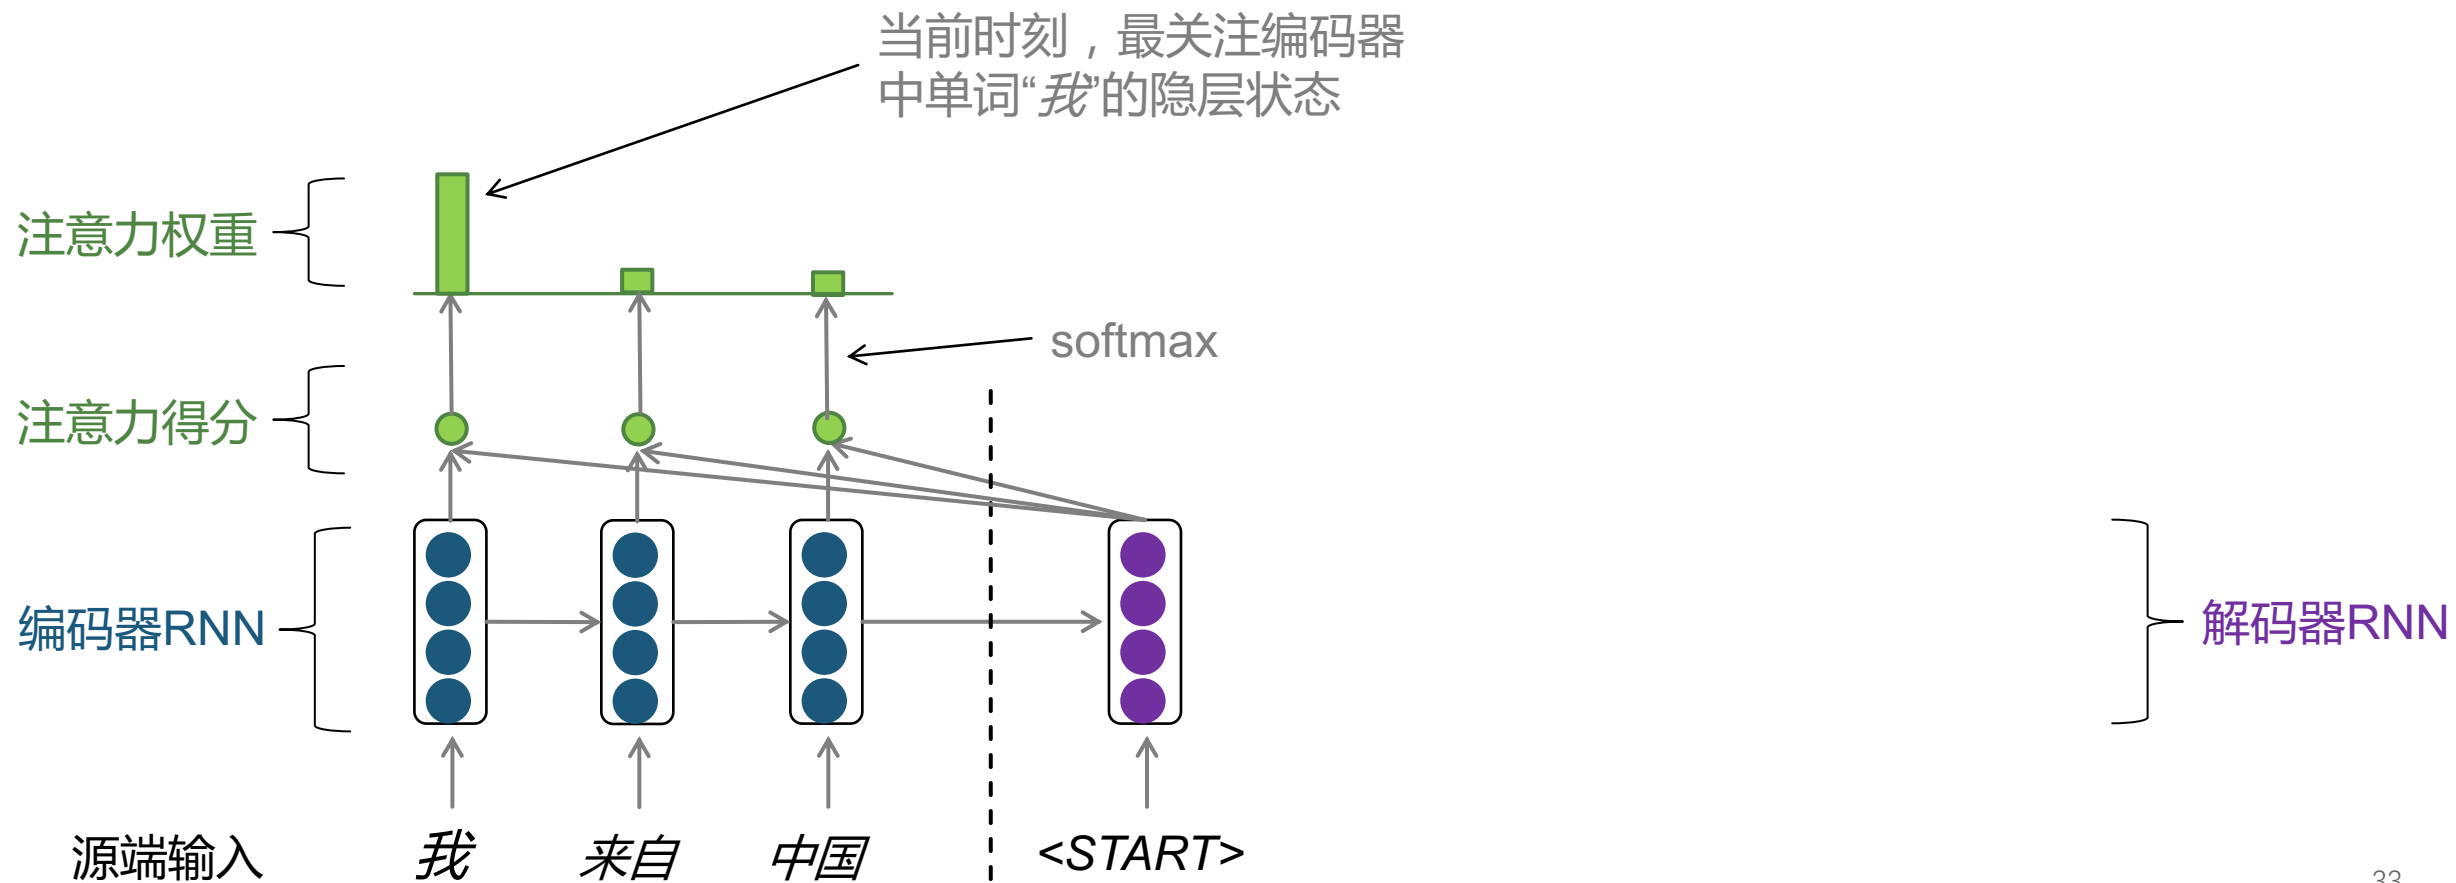 当前时刻，最关注编码器
中单词“我”的隐层状态
注意力权重
softmax
注意力得分
编码器RNN
解码器RNN
源端输入 我 来自 中国 <START>
33